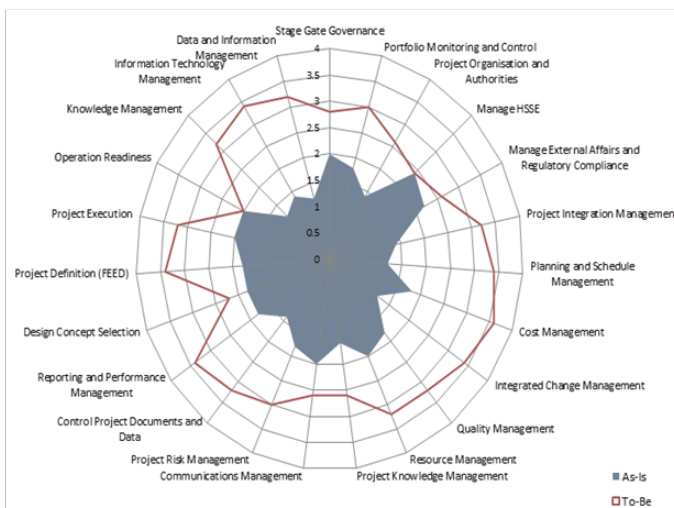 Stage Gate Governance
Portfolio Monitoring and Control
Project Organisation and
Authorities
Manage HSSE
Manage External Affairs and
Regulatory Compliance
Project Integration Management
Planning and Schedule
Management
Cost Management
Integrated Change Management
Quality Management
Resource Management
Project Knowledge Management
Communications Management
Project Risk Management
Control Project Documents and
Data
Reporting and Performance
Management
Design Concept Selection
Project Definition (FEED)
Project Execution
Operation Readiness
Knowledge Management
Information Technology
Management
Data and Information
Management
4
3.5
3
2.5
2
1.5
1
0.5
0
As-Is
To-Be